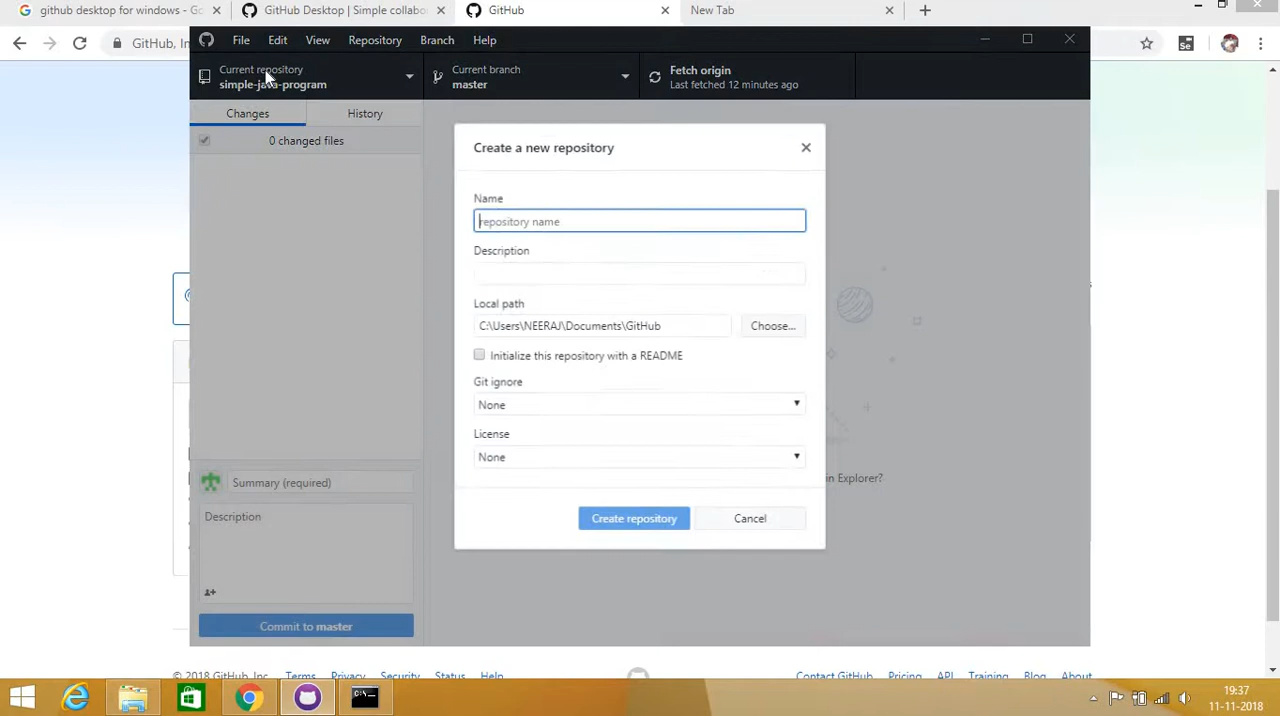 github desktop for windows - Go
GitHub Desktop | Simple collabo
GitHub
New Tab
GitHub, In
File
Edit
View
Repository
Branch
Help
Current repository
simple-java-program
Current branch
master
Fetch origin
Last fetched 12 minutes ago
Changes
History
0 changed files
Create a new repository
Name
repository name
Description
Local path
C:\Users\NEERAJ\Documents\GitHub
Choose...
Initialize this repository with a README
Git ignore
None
License
None
in Explorer?
Create repository
Cancel
Summary (required)
Description
Commit to master
© 2018 GitHub, Inc.
Terms
Privacy
Security
Status
Help
Contact GitHub
Pricing
API
Training
Blog
About
19:37
11-11-2018
Se